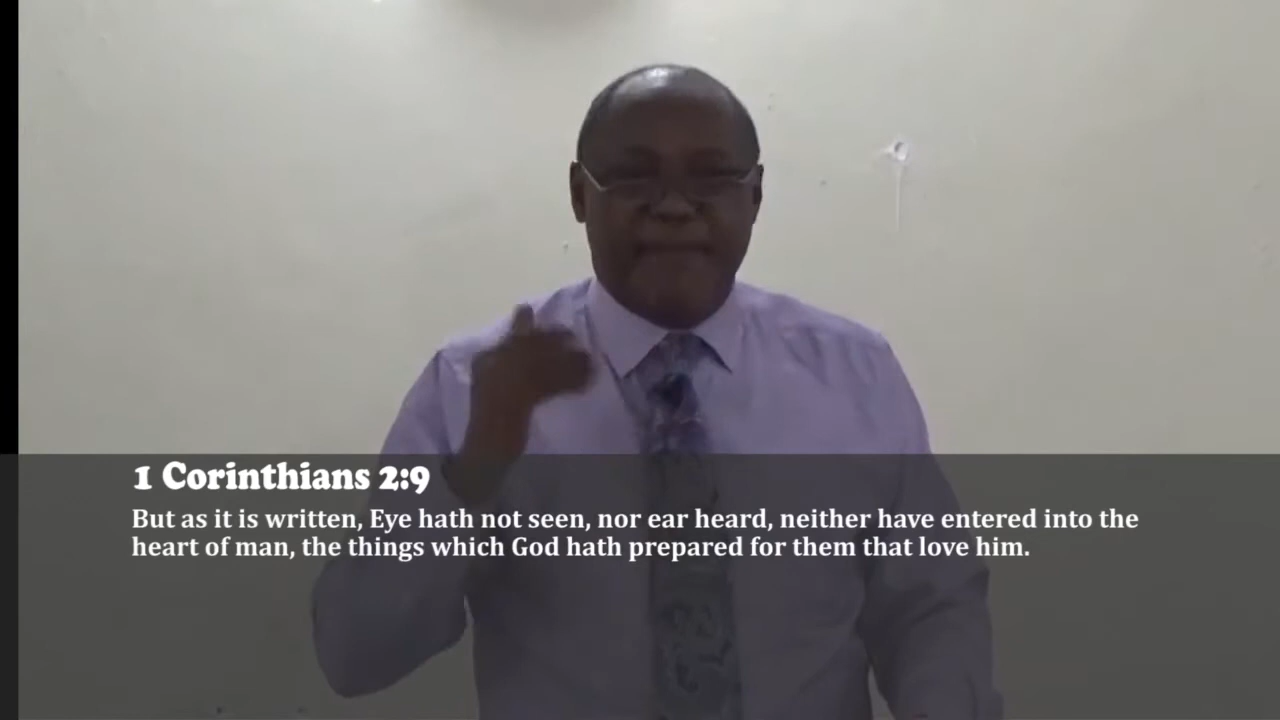 1 Corinthians 2:9
But as it is written, Eye hath not seen, nor ear heard, neither have entered into the
heart of man, the things which God hath prepared for them that love him.